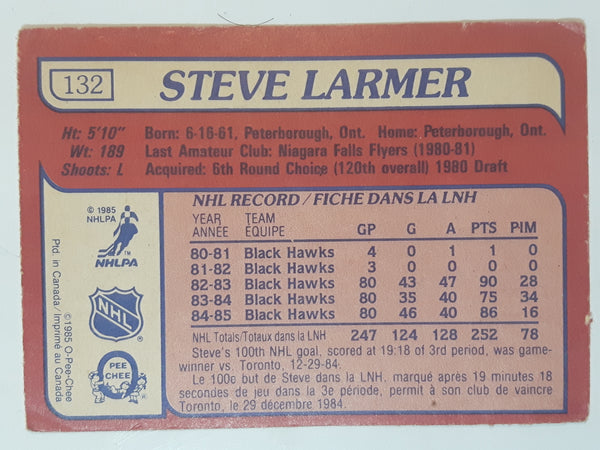 132 STEVE LARMER
Ht: 5'10" Born: 6-16-61, Peterborough, Ont. Home: Peterborough, Ont.
Wt: 189 Last Amateur Club: Niagara Falls Flyers (1980-81)
Shoots: L Acquired: 6th Round Choice (120th overall) 1980 Draft
© 1985
NHLPA
TM
NHLPA
NHL
PEE
CHEE
©1985 O-Pee-Chee
Ptd. in Canada/Imprimé au Canada
NHL RECORD/FICHE DANS LA LNH
YEAR TEAM
ANNÉE ÉQUIPE GP G A PTS PIM
80-81 Black Hawks 4 0 1 1 0
81-82 Black Hawks 3 0 0 0 0
82-83 Black Hawks 80 43 47 90 28
83-84 Black Hawks 80 35 40 75 34
84-85 Black Hawks 80 46 40 86 16
NHL Totals/Totaux dans la LNH 247 124 128 252 78
Steve's 100th NHL goal, scored at 19:18 of 3rd period, was game-
winner vs. Toronto, 12-29-84.
Le 100e but de Steve dans la LNH, marqué après 19 minutes 18
secondes de jeu dans la 3e période, permit à son club de vaincre
Toronto, le 29 décembre 1984.